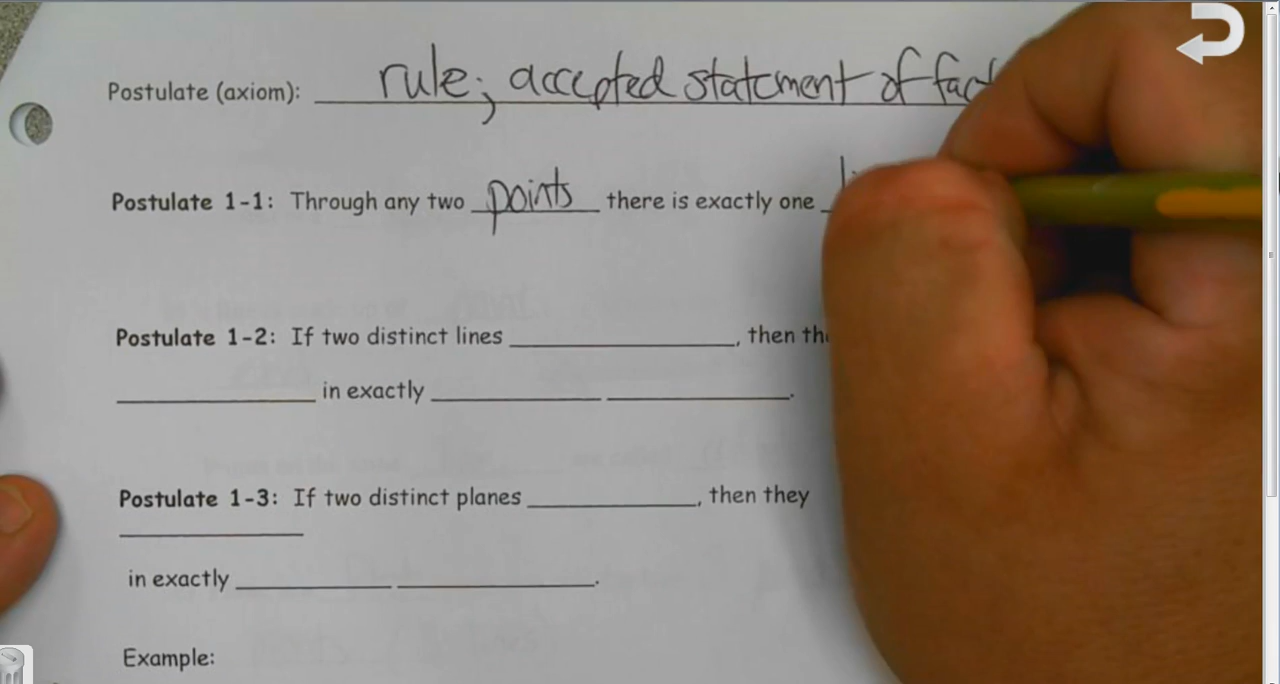 Postulate (axiom): rule; accepted statement of fact
Postulate 1-1: Through any two points there is exactly one
Postulate 1-2: If two distinct lines ____________, then
____________ in exactly ____________ ____________.
Postulate 1-3: If two distinct planes ____________, then they
____________
in exactly ____________ ____________.
Example: